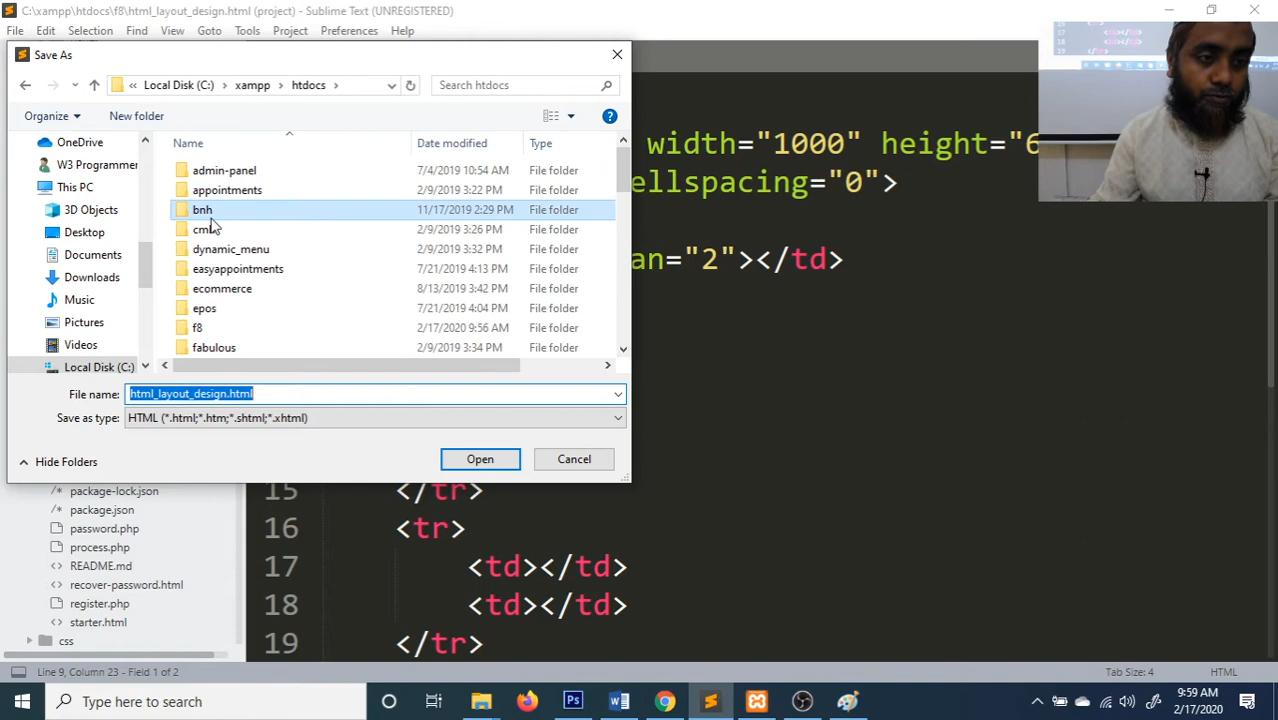 C:\xampp\htdocs\f8\html_layout_design.html (project) - Sublime Text (UNREGISTERED)
File Edit Selection Find View Goto Tools Project Preferences Help
Save As
Local Disk (C:) xampp htdocs
Search htdocs
Organize New folder
Name Date modified Type
OneDrive
W3 Programmer
This PC
3D Objects
Desktop
Documents
Downloads
Music
Pictures
Videos
Local Disk (C:)
admin-panel 7/4/2019 10:54 AM File folder
appointments 2/9/2019 3:22 PM File folder
bnh 11/17/2019 2:29 PM File folder
2/9/2019 3:26 PM File folder
dynamic_menu 2/9/2019 3:32 PM File folder
easyappointments 7/21/2019 4:13 PM File folder
ecommerce 8/13/2019 3:42 PM File folder
epos 7/21/2019 4:04 PM File folder
f8 2/17/2020 9:56 AM File folder
fabulous 2/9/2019 3:34 PM File folder
File name: html_layout_design.html
Save as type: HTML (*.html;*.htm;*.shtml;*.xhtml)
Hide Folders
Open Cancel
width="1000" height="6
ellspacing="0">
an="2"></td>
15 </tr>
16 <tr>
17 <td></td>
18 <td></td>
19 </tr>
package-lock.json
package.json
password.php
process.php
README.md
recover-password.html
register.php
starter.html
css
Line 9, Column 23 - Field 1 of 2
Tab Size: 4 HTML
Type here to search
9:59 AM
2/17/2020